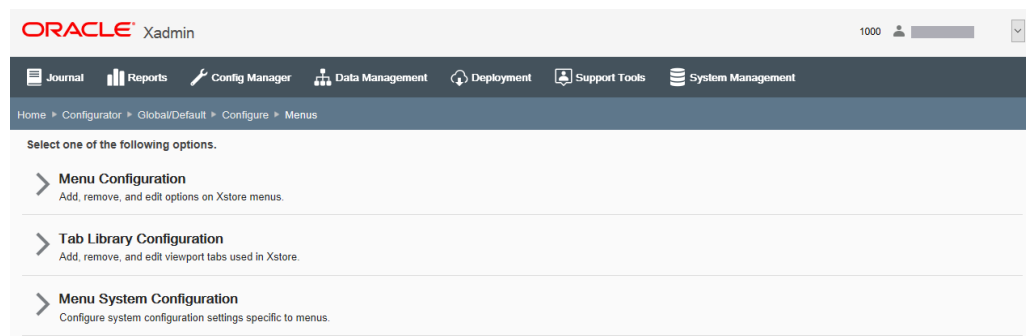 ORACLE® Xadmin
1000
Journal Reports Config Manager Data Management Deployment Support Tools System Management
Home Configurator Global/Default Configure Menus
Select one of the following options.
Menu Configuration
Add, remove, and edit options on Xstore menus.
Tab Library Configuration
Add, remove, and edit viewport tabs used in Xstore.
Menu System Configuration
Configure system configuration settings specific to menus.